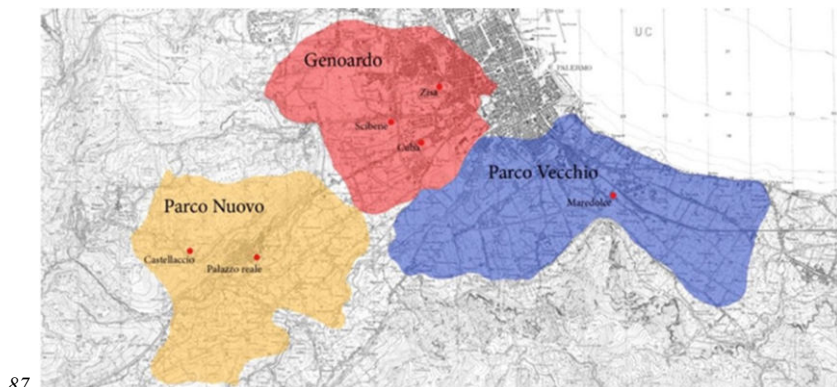 UC
PALERMO
Genoardo
Zisa
Scibene
Cuba
Parco Vecchio
Maredolce
Parco Nuovo
Castellaccio
Palazzo reale
87